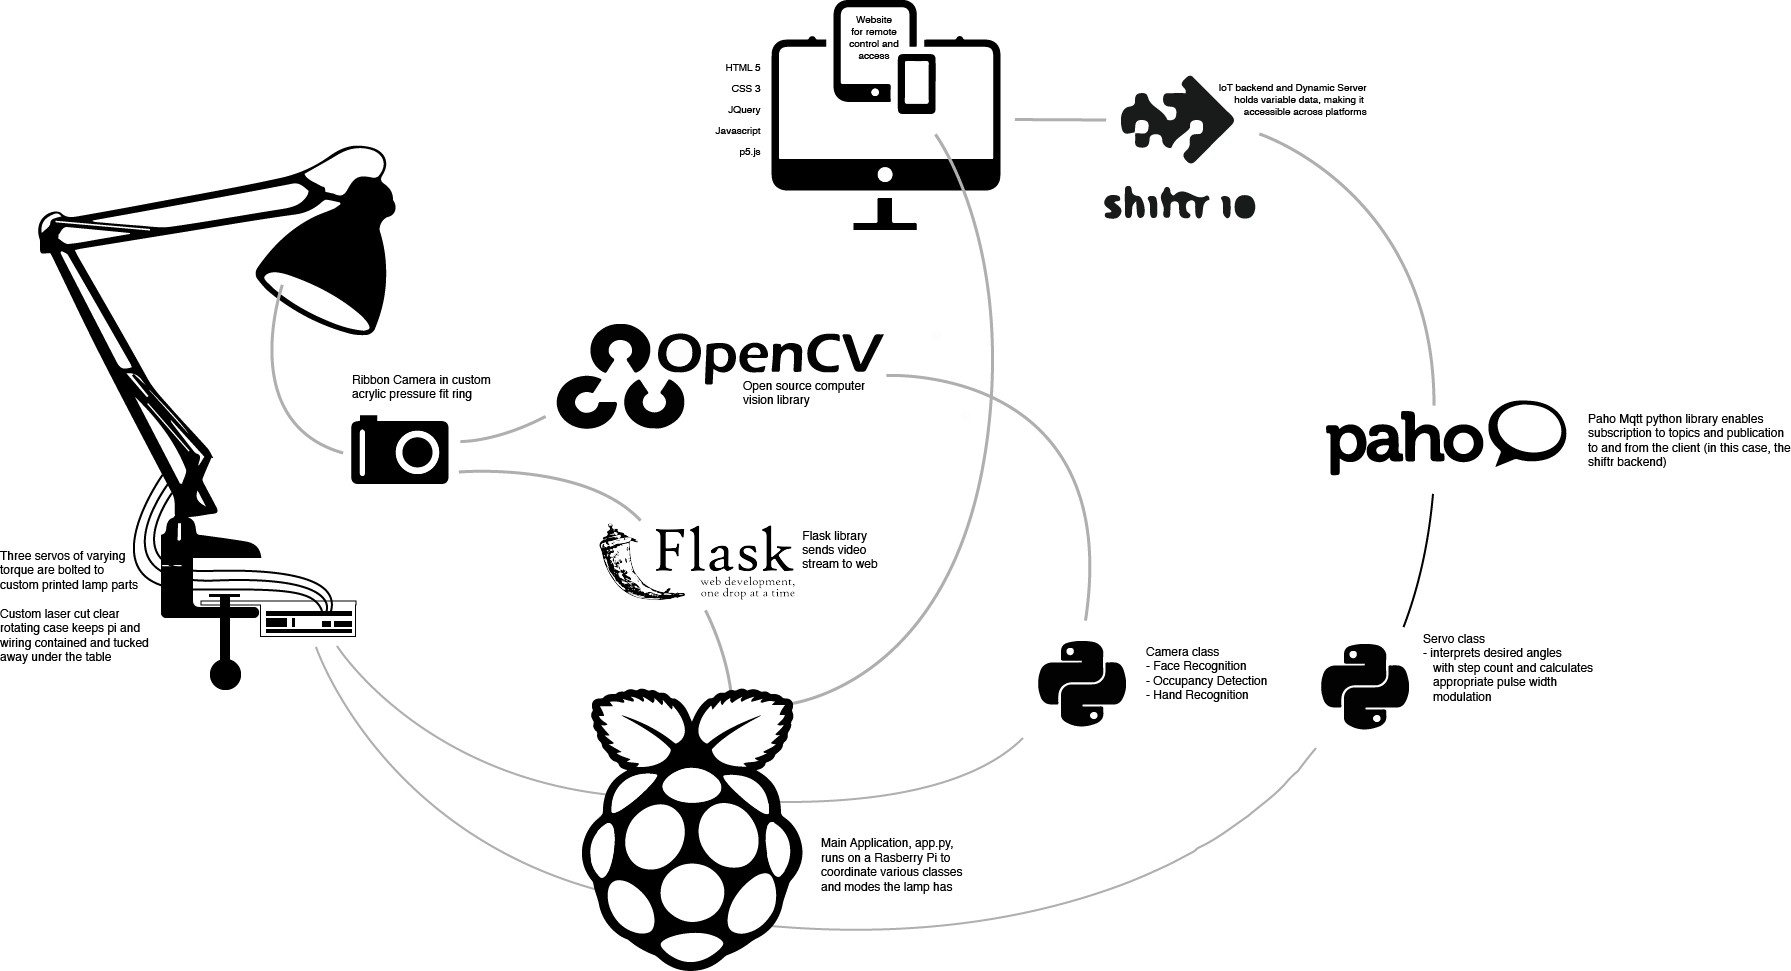 Website
for remote
control and
access
HTML 5
CSS 3
JQuery
Javascript
p5.js
IoT backend and Dynamic Server
holds variable data, making it
accessible across platforms
shiftr io
OpenCV
Open source computer
vision library
Ribbon Camera in custom
acrylic pressure fit ring
paho
Paho Mqtt python library enables
subscription to topics and publication
to and from the client (in this case, the
shiftr backend)
Flask
web development,
one drop at a time
Flask library
sends video
stream to web
Three servos of varying
torque are bolted to
custom printed lamp parts
Custom laser cut clear
rotating case keeps pi and
wiring contained and tucked
away under the table
Camera class
- Face Recognition
- Occupancy Detection
- Hand Recognition
Servo class
- interprets desired angles
with step count and calculates
appropriate pulse width
modulation
Main Application, app.py,
runs on a Rasberry Pi to
coordinate various classes
and modes the lamp has